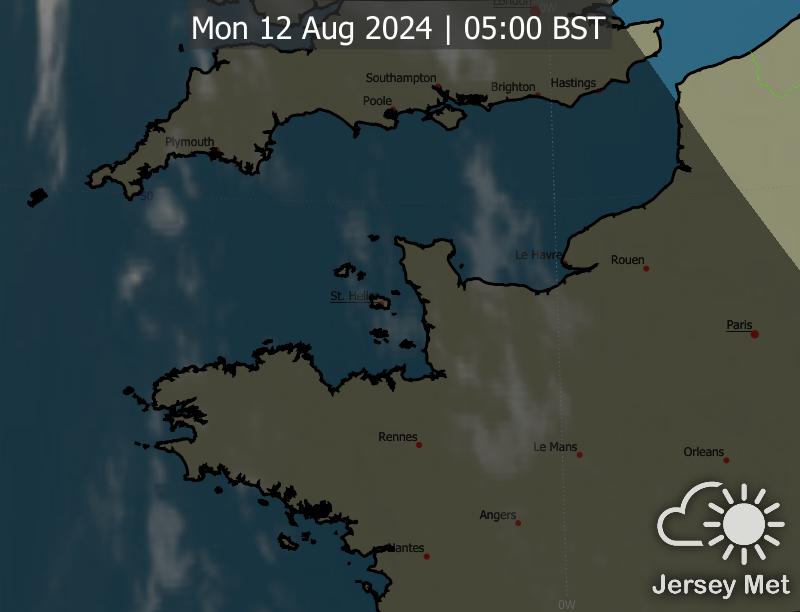 London
0W
Mon 12 Aug 2024 | 05:00 BST
Southampton
Brighton
Hastings
Poole
Plymouth
50
Le Havre
Rouen
St. Helier
Paris
Rennes
Le Mans
Orleans
Angers
Nantes
Jersey Met
0W